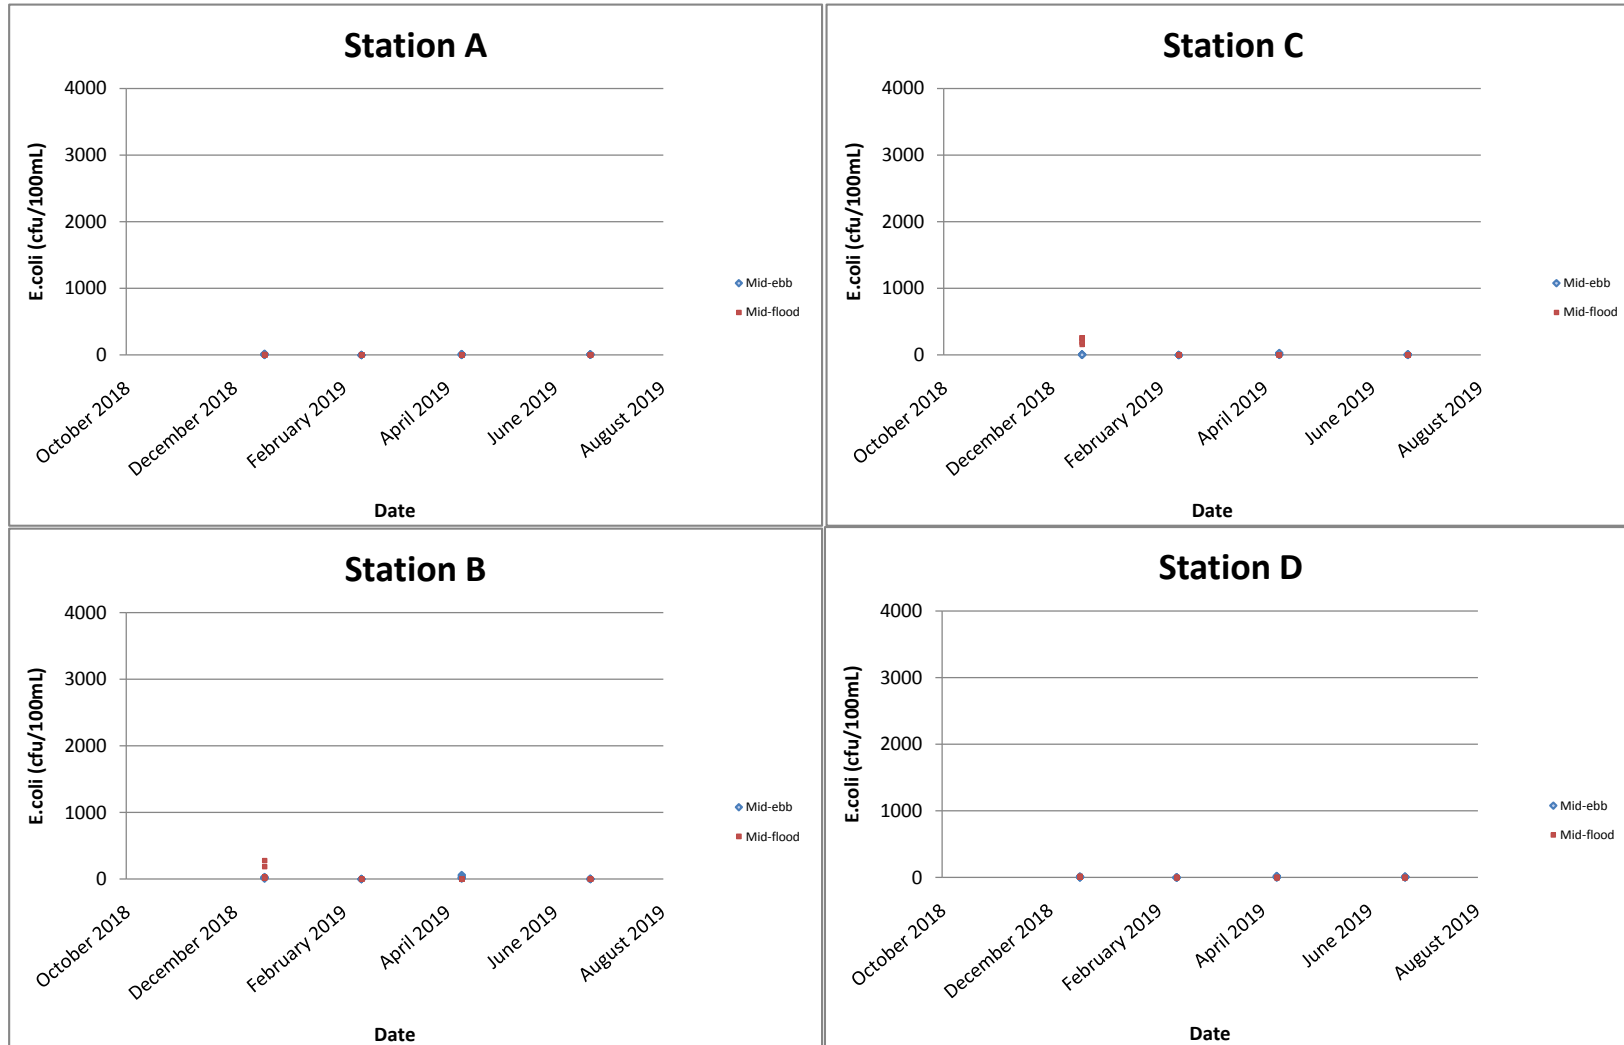 Station A
4000
3000
2000
1000
0
E.coli (cfu/100mL)
October 2018
December 2018
February 2019
April 2019
June 2019
August 2019
Date
Mid-ebb
Mid-flood
Station C
4000
3000
2000
1000
0
E.coli (cfu/100mL)
October 2018
December 2018
February 2019
April 2019
June 2019
August 2019
Date
Mid-ebb
Mid-flood
Station B
4000
3000
2000
1000
0
E.coli (cfu/100mL)
October 2018
December 2018
February 2019
April 2019
June 2019
August 2019
Date
Mid-ebb
Mid-flood
Station D
4000
3000
2000
1000
0
E.coli (cfu/100mL)
October 2018
December 2018
February 2019
April 2019
June 2019
August 2019
Date
Mid-ebb
Mid-flood